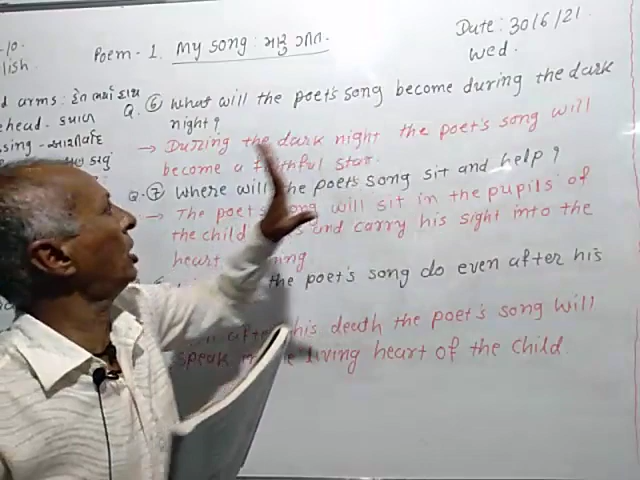 -10
lish
Poem - 1. My song : મારું ગીત.
Date : 30/6/21.
Wed.
d arms :
ehead. કપાળ
ssing - આશીર્વાદ
Q. ⑥ What will the poet's song become during the dark
night?
→ During the dark night the poet's song will
become a faithful star.
Q. ⑦ Where will the poet's song sit and help?
→ The poet song will sit in the pupils of
the child and carry his sight into the
heart
the poet's song do even after his
after his death the poet's song will
speak living heart of the child.